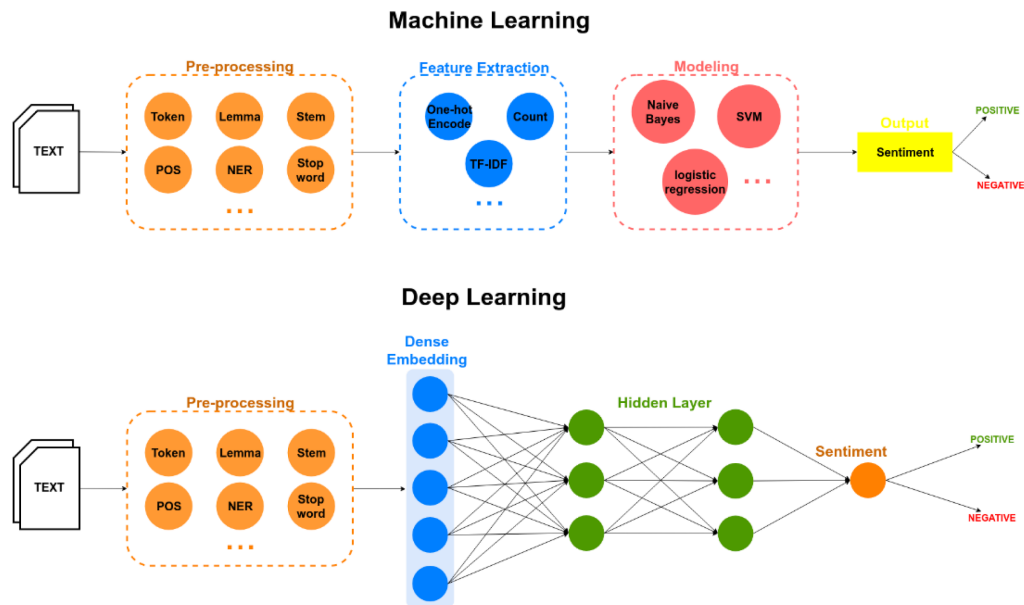 Machine Learning
Pre-processing
Feature Extraction
Modeling
TEXT
Token
Lemma
Stem
POS
NER
Stop
word
...
One-hot
Encode
Count
TF-IDF
...
Naive
Bayes
SVM
logistic
regression
...
Output
Sentiment
POSITIVE
NEGATIVE
Deep Learning
Pre-processing
TEXT
Token
Lemma
Stem
POS
NER
Stop
word
...
Dense
Embedding
Hidden Layer
Sentiment
POSITIVE
NEGATIVE